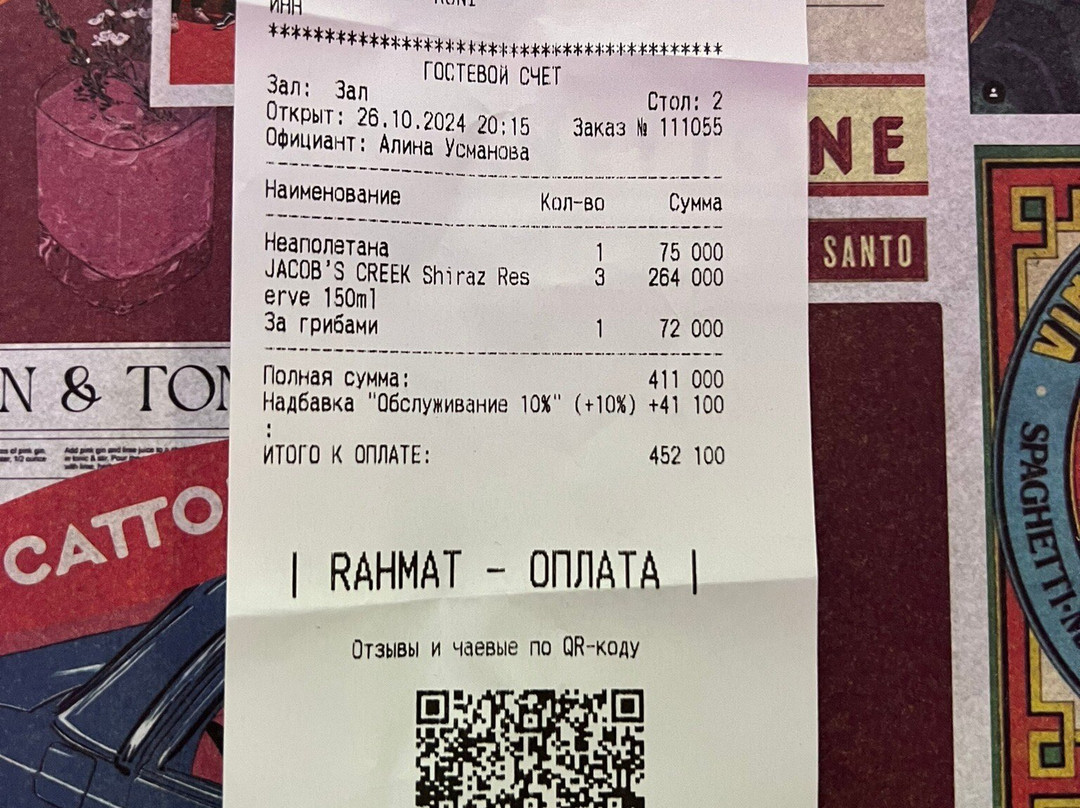 ИНН
***************************************
ГОСТЕВОЙ СЧЕТ
Зал: Зал Стол: 2
Открыт: 26.10.2024 20:15 Заказ № 111055
Официант: Алина Усманова
Наименование Кол-во Сумма
Неаполетана 1 75 000
JACOB'S CREEK Shiraz Res 3 264 000
erve 150ml
За грибами 1 72 000
Полная сумма: 411 000
Надбавка "Обслуживание 10%" (+10%) +41 100
:
ИТОГО К ОПЛАТЕ: 452 100
| RAHMAT - ОПЛАТА |
Отзывы и чаевые по QR-коду
N & TON
CATTO
NE
SANTO
VIN
SPAGHETTI